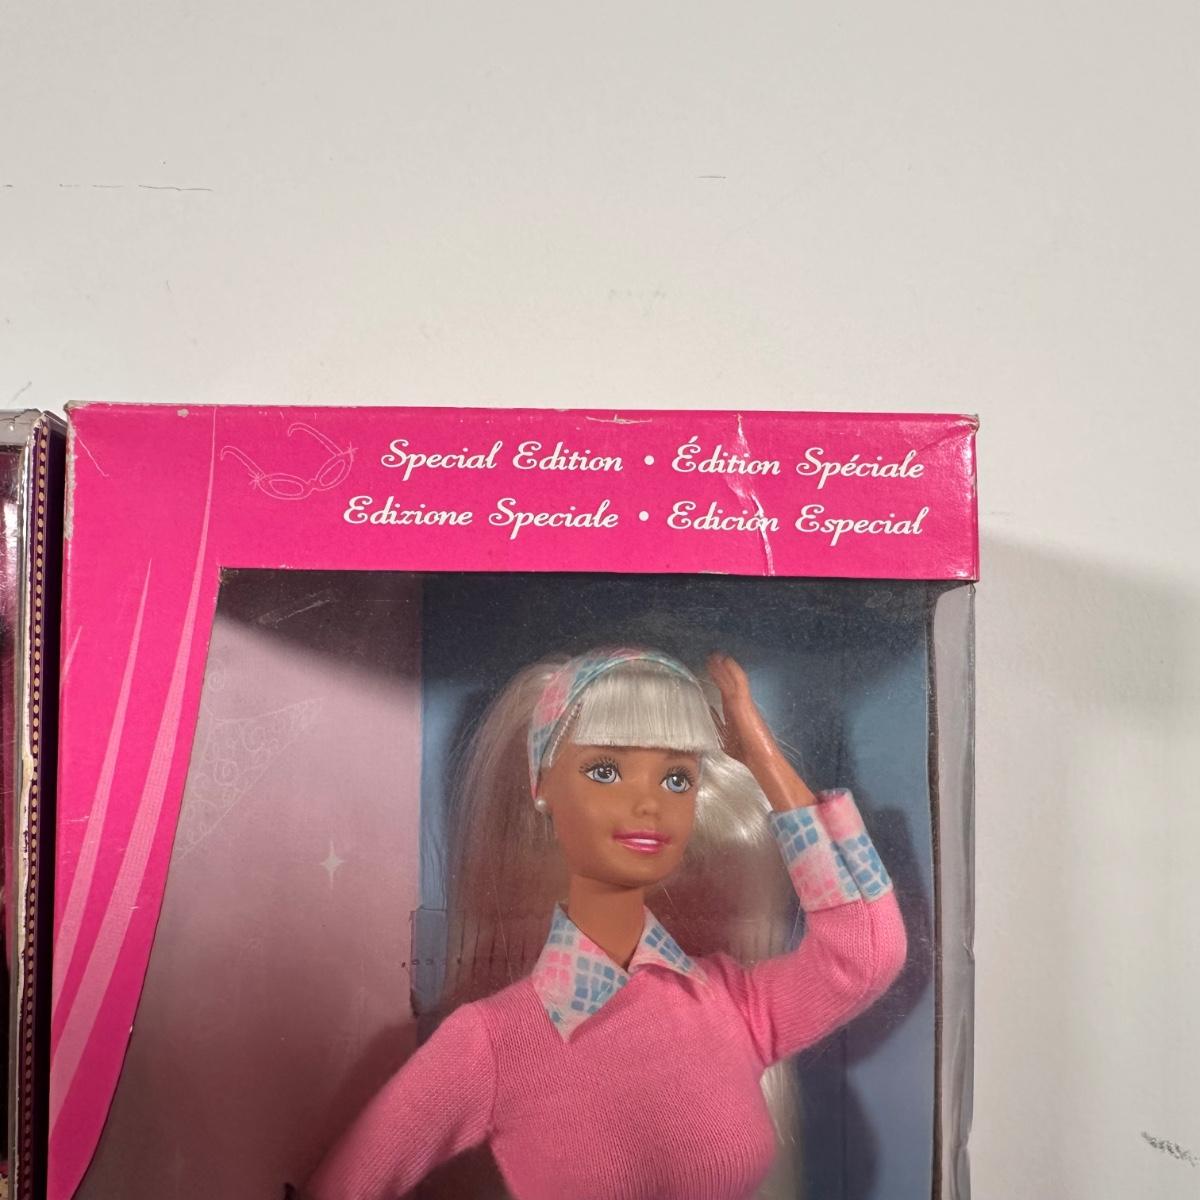 Special Edition • Édition Spéciale
Edizione Speciale • Edición Especial